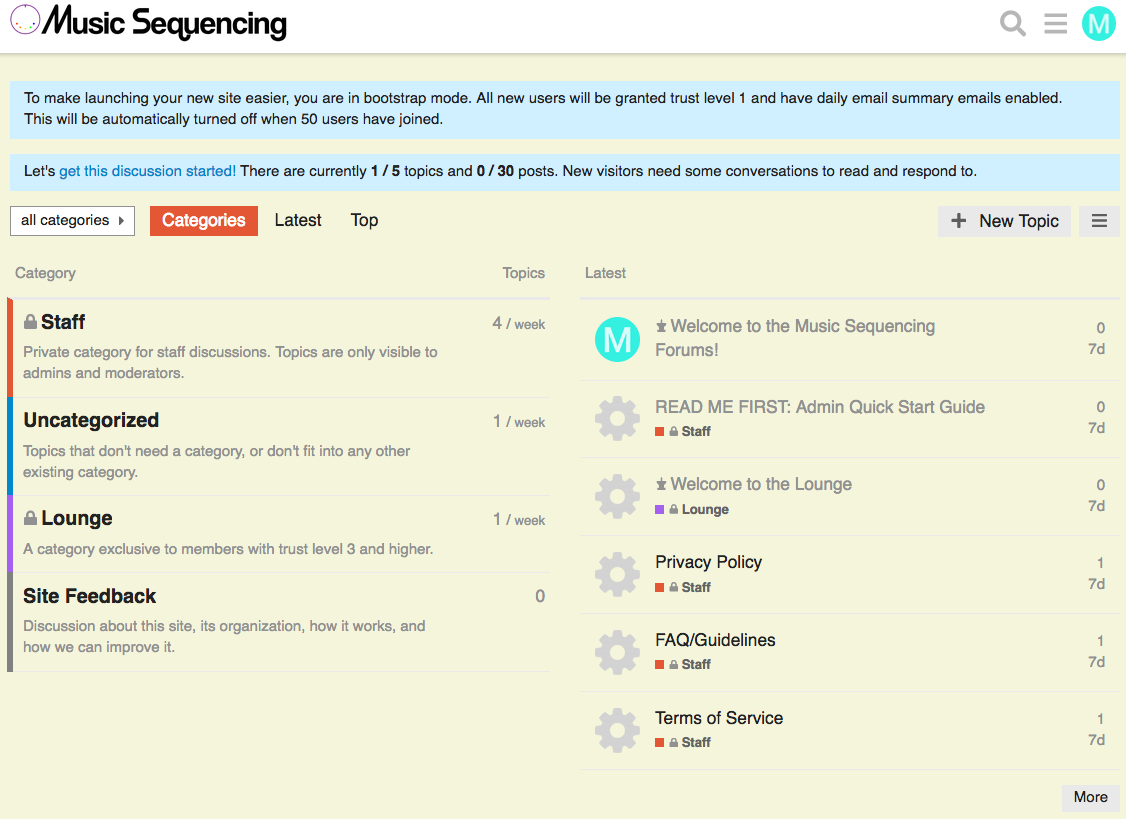 Music Sequencing
M
To make launching your new site easier, you are in bootstrap mode. All new users will be granted trust level 1 and have daily email summary emails enabled.
This will be automatically turned off when 50 users have joined.
Let's get this discussion started! There are currently 1 / 5 topics and 0 / 30 posts. New visitors need some conversations to read and respond to.
all categories
Categories
Latest
Top
+ New Topic
Category
Topics
Staff
4 / week
Private category for staff discussions. Topics are only visible to
admins and moderators.
Uncategorized
1 / week
Topics that don't need a category, or don't fit into any other
existing category.
Lounge
1 / week
A category exclusive to members with trust level 3 and higher.
Site Feedback
0
Discussion about this site, its organization, how it works, and
how we can improve it.
Latest
M
Welcome to the Music Sequencing
Forums!
0
7d
READ ME FIRST: Admin Quick Start Guide
Staff
0
7d
Welcome to the Lounge
Lounge
0
7d
Privacy Policy
Staff
1
7d
FAQ/Guidelines
Staff
1
7d
Terms of Service
Staff
1
7d
More